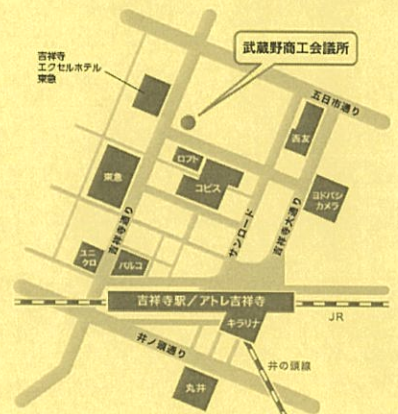 武蔵野商工会議所
吉祥寺
エクセルホテル
東急
五日市通り
西友
ロフト
コピス
東急
ヨドバシ
カメラ
吉祥寺通り
サンロード
吉祥寺大通り
ユニ
クロ
パルコ
吉祥寺駅/アトレ吉祥寺
JR
キラリナ
井ノ頭通り
井の頭線
丸井